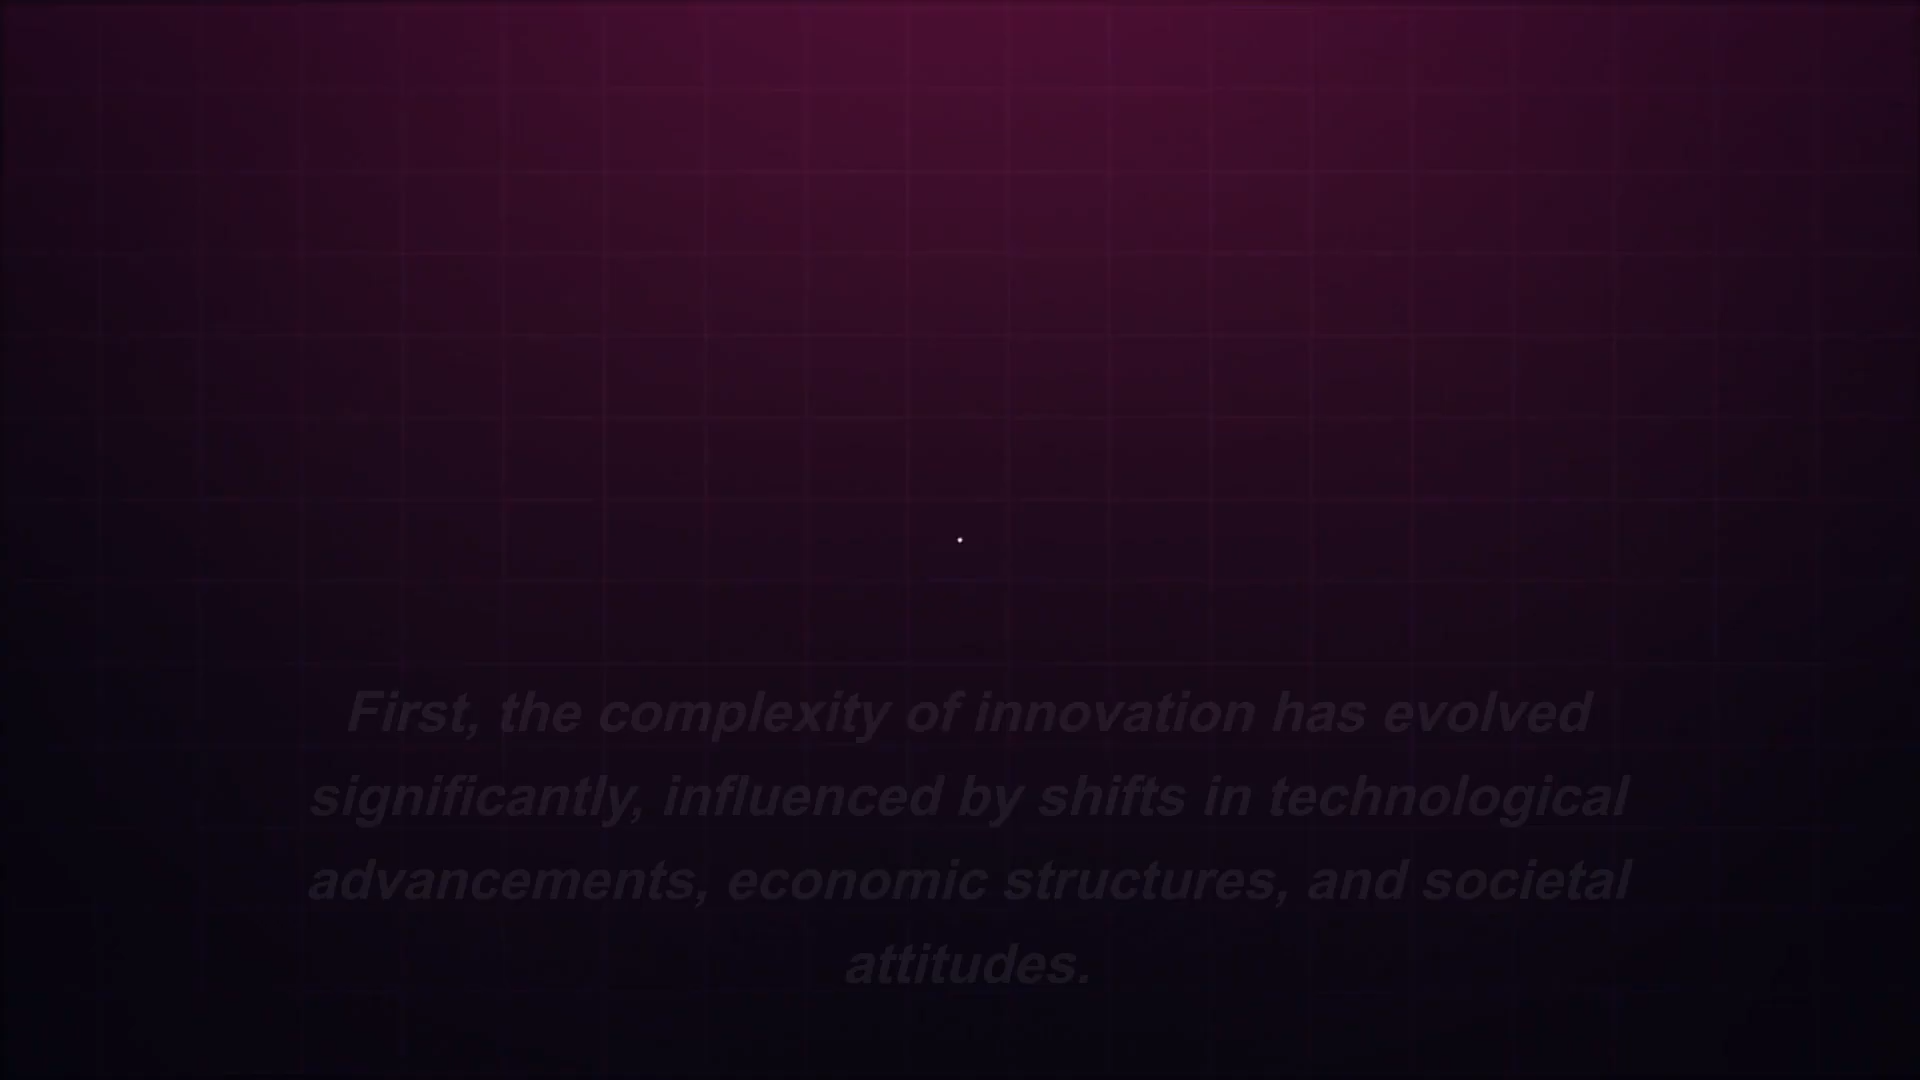 First, the complexity of innovation has evolved
significantly, influenced by shifts in technological
advancements, economic structures, and societal
attitudes.